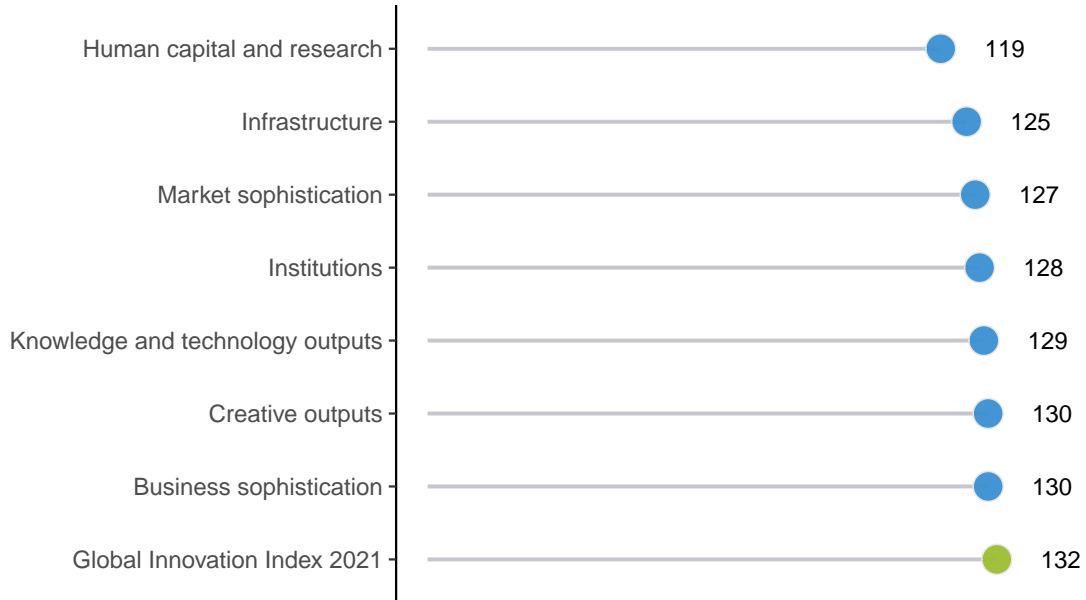 Human capital and research 119
Infrastructure 125
Market sophistication 127
Institutions 128
Knowledge and technology outputs 129
Creative outputs 130
Business sophistication 130
Global Innovation Index 2021 132